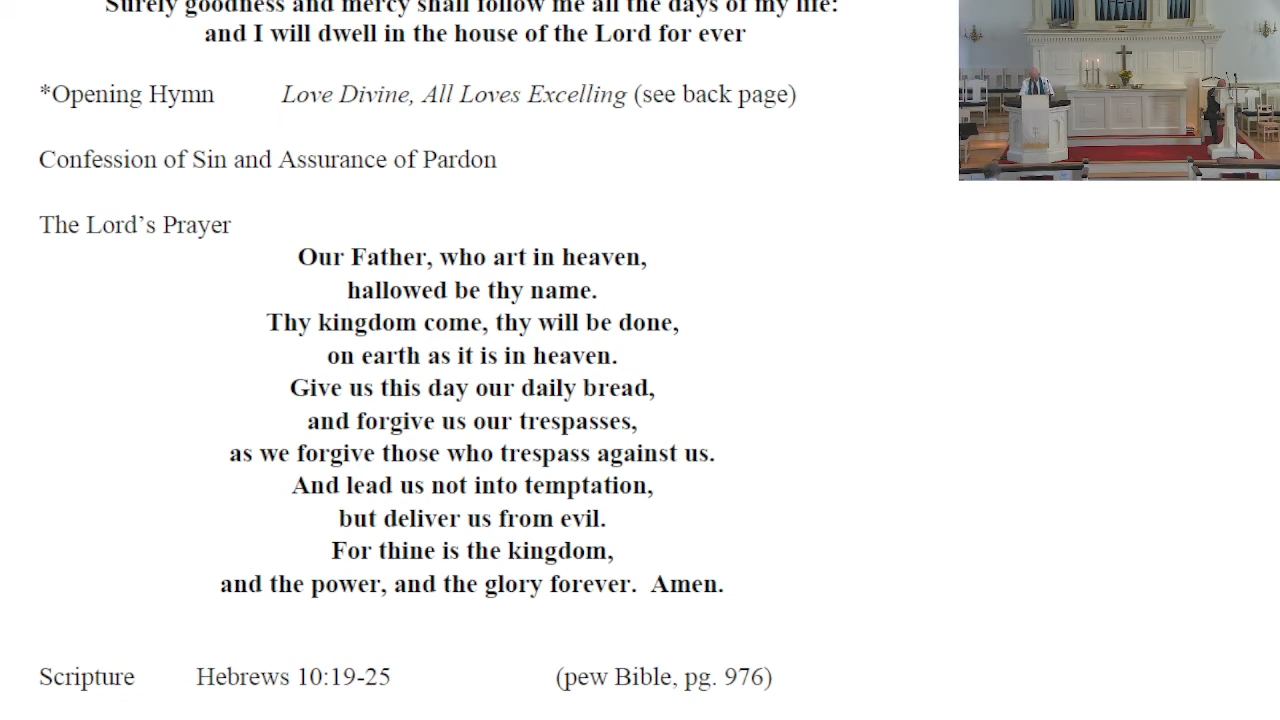 Surely goodness and mercy shall follow me all the days of my life:
and I will dwell in the house of the Lord for ever
*Opening Hymn Love Divine, All Loves Excelling (see back page)
Confession of Sin and Assurance of Pardon
The Lord’s Prayer
Our Father, who art in heaven,
hallowed be thy name.
Thy kingdom come, thy will be done,
on earth as it is in heaven.
Give us this day our daily bread,
and forgive us our trespasses,
as we forgive those who trespass against us.
And lead us not into temptation,
but deliver us from evil.
For thine is the kingdom,
and the power, and the glory forever. Amen.
Scripture Hebrews 10:19-25 (pew Bible, pg. 976)